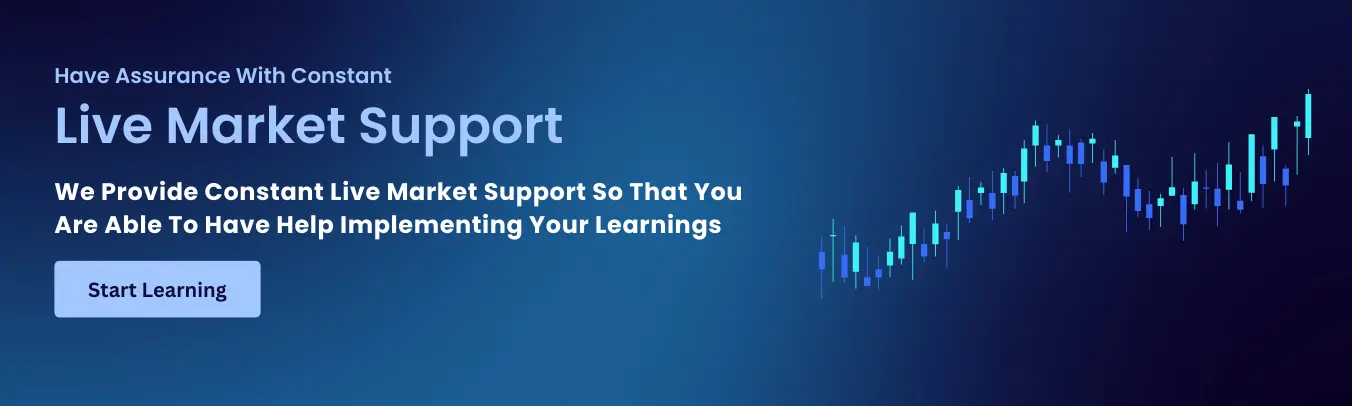 Have Assurance With Constant
Live Market Support
We Provide Constant Live Market Support So That You
Are Able To Have Help Implementing Your Learnings
Start Learning